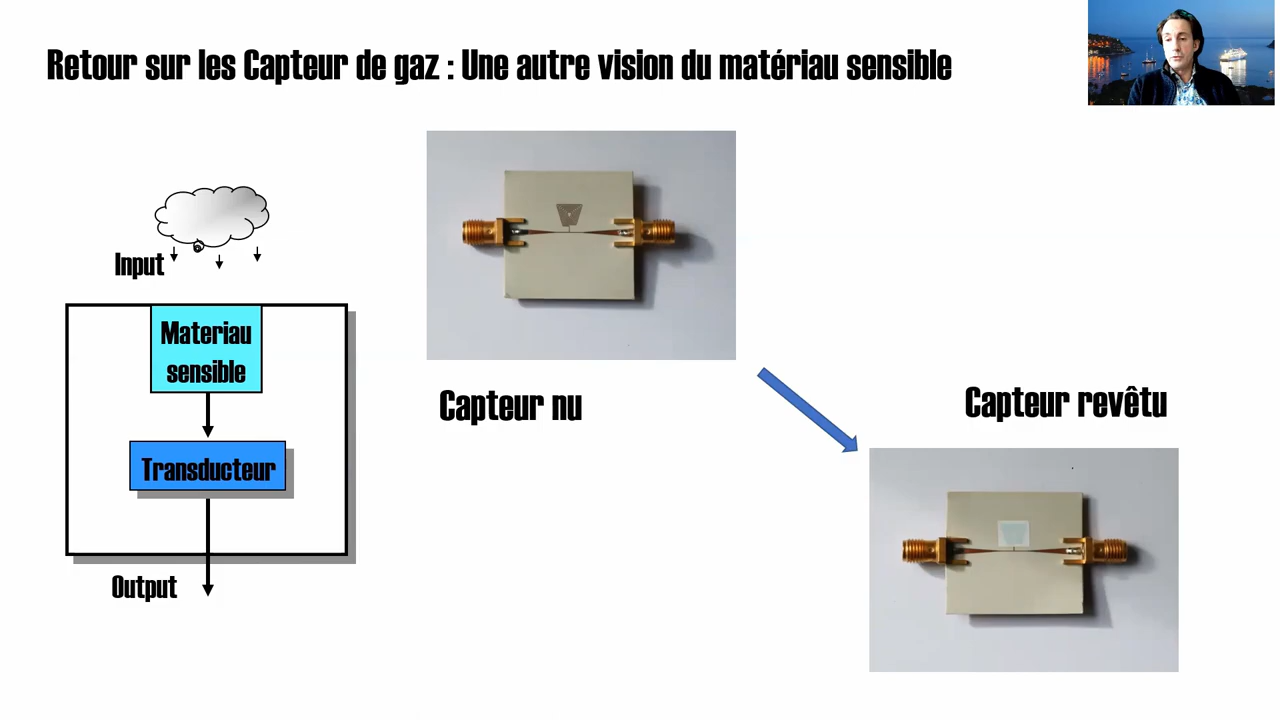 Retour sur les Capteur de gaz : Une autre vision du matériau sensible
Input
Materiau
sensible
Transducteur
Output
Capteur nu
Capteur revêtu